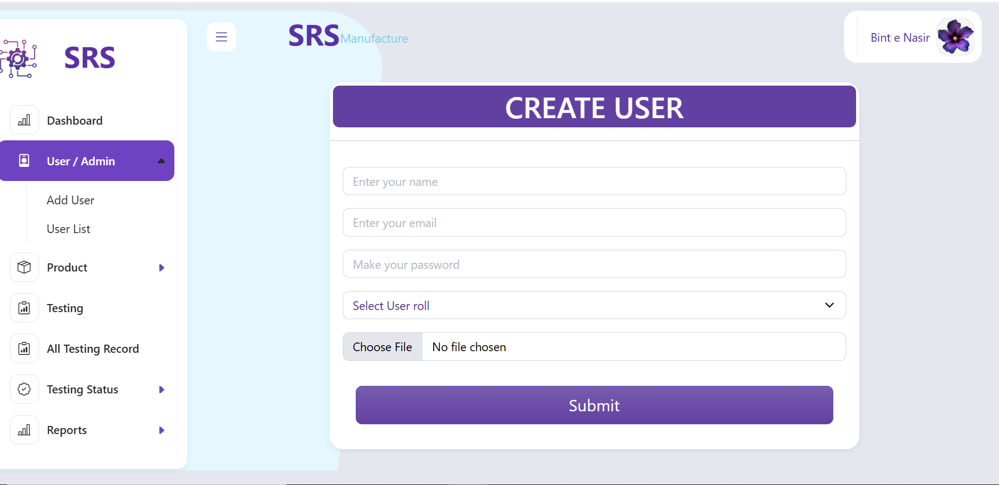 SRS
SRSManufacture
Bint e Nasir
Dashboard
User / Admin
Add User
User List
Product
Testing
All Testing Record
Testing Status
Reports
CREATE USER
Enter your name
Enter your email
Make your password
Select User roll
Choose File No file chosen
Submit